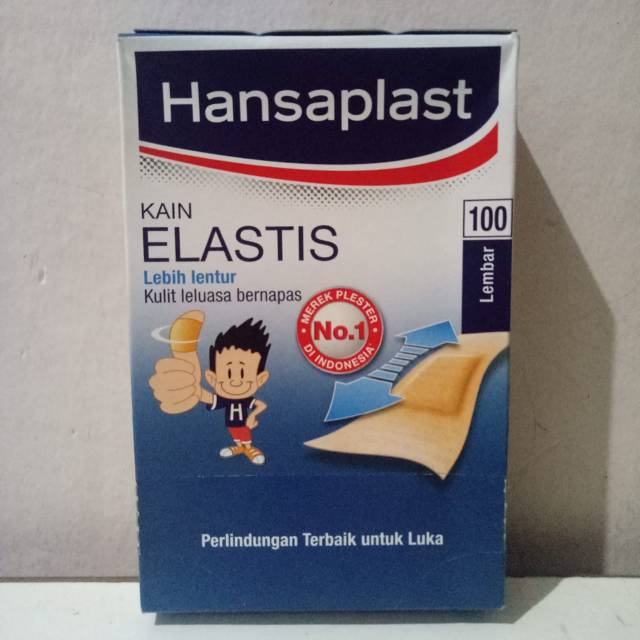 Hansaplast
KAIN
ELASTIS
Lebih lentur
Kulit leluasa bernapas
100
Lembar
MEREK PLESTER
No.1
DI INDONESIA
H
Perlindungan Terbaik untuk Luka